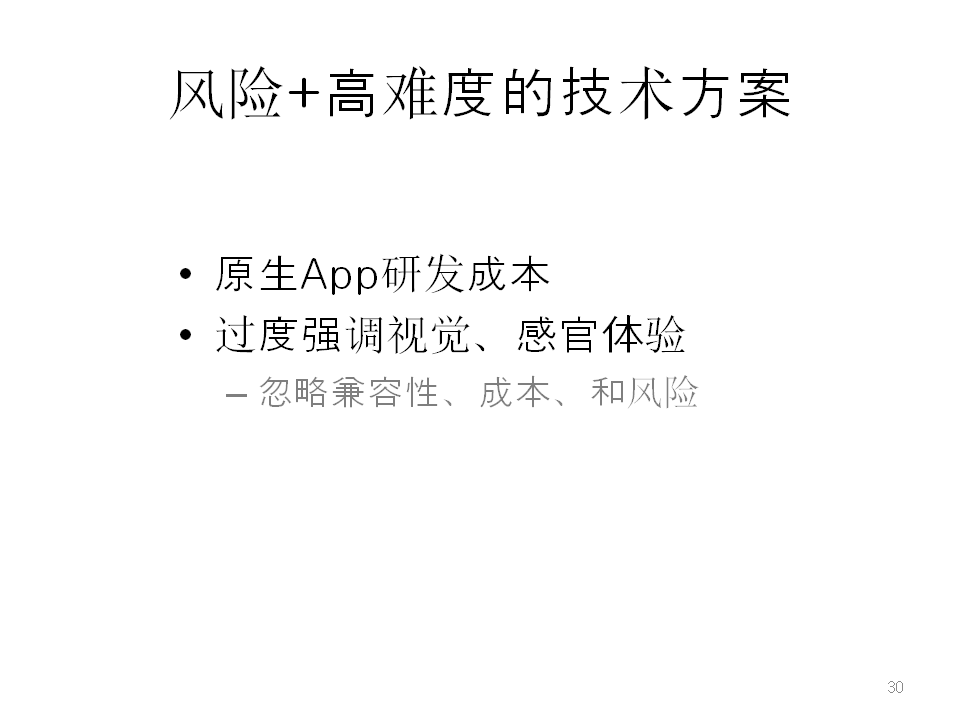 风险+高难度的技术方案
• 原生App研发成本
• 过度强调视觉、感官体验
– 忽略兼容性、成本、和风险
30